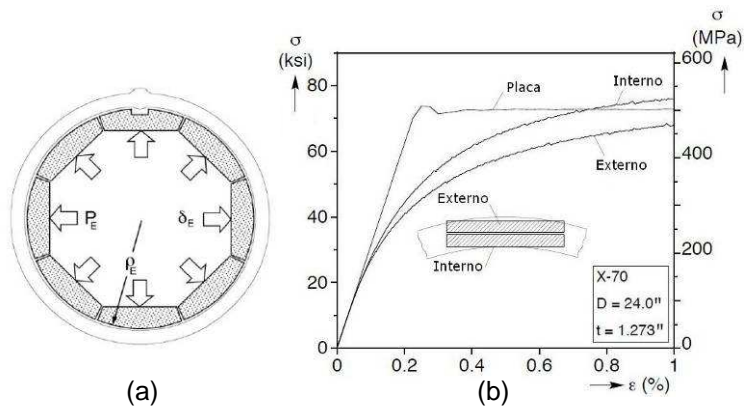 P_E
δ_E
ρ_E
(a)
σ
(ksi)
σ
(MPa)
80
60
40
20
0
600
400
200
0
0
0.2
0.4
0.6
0.8
1
ε (%)
Placa
Interno
Externo
Externo
Interno
X-70
D = 24.0"
t = 1.273"
(b)